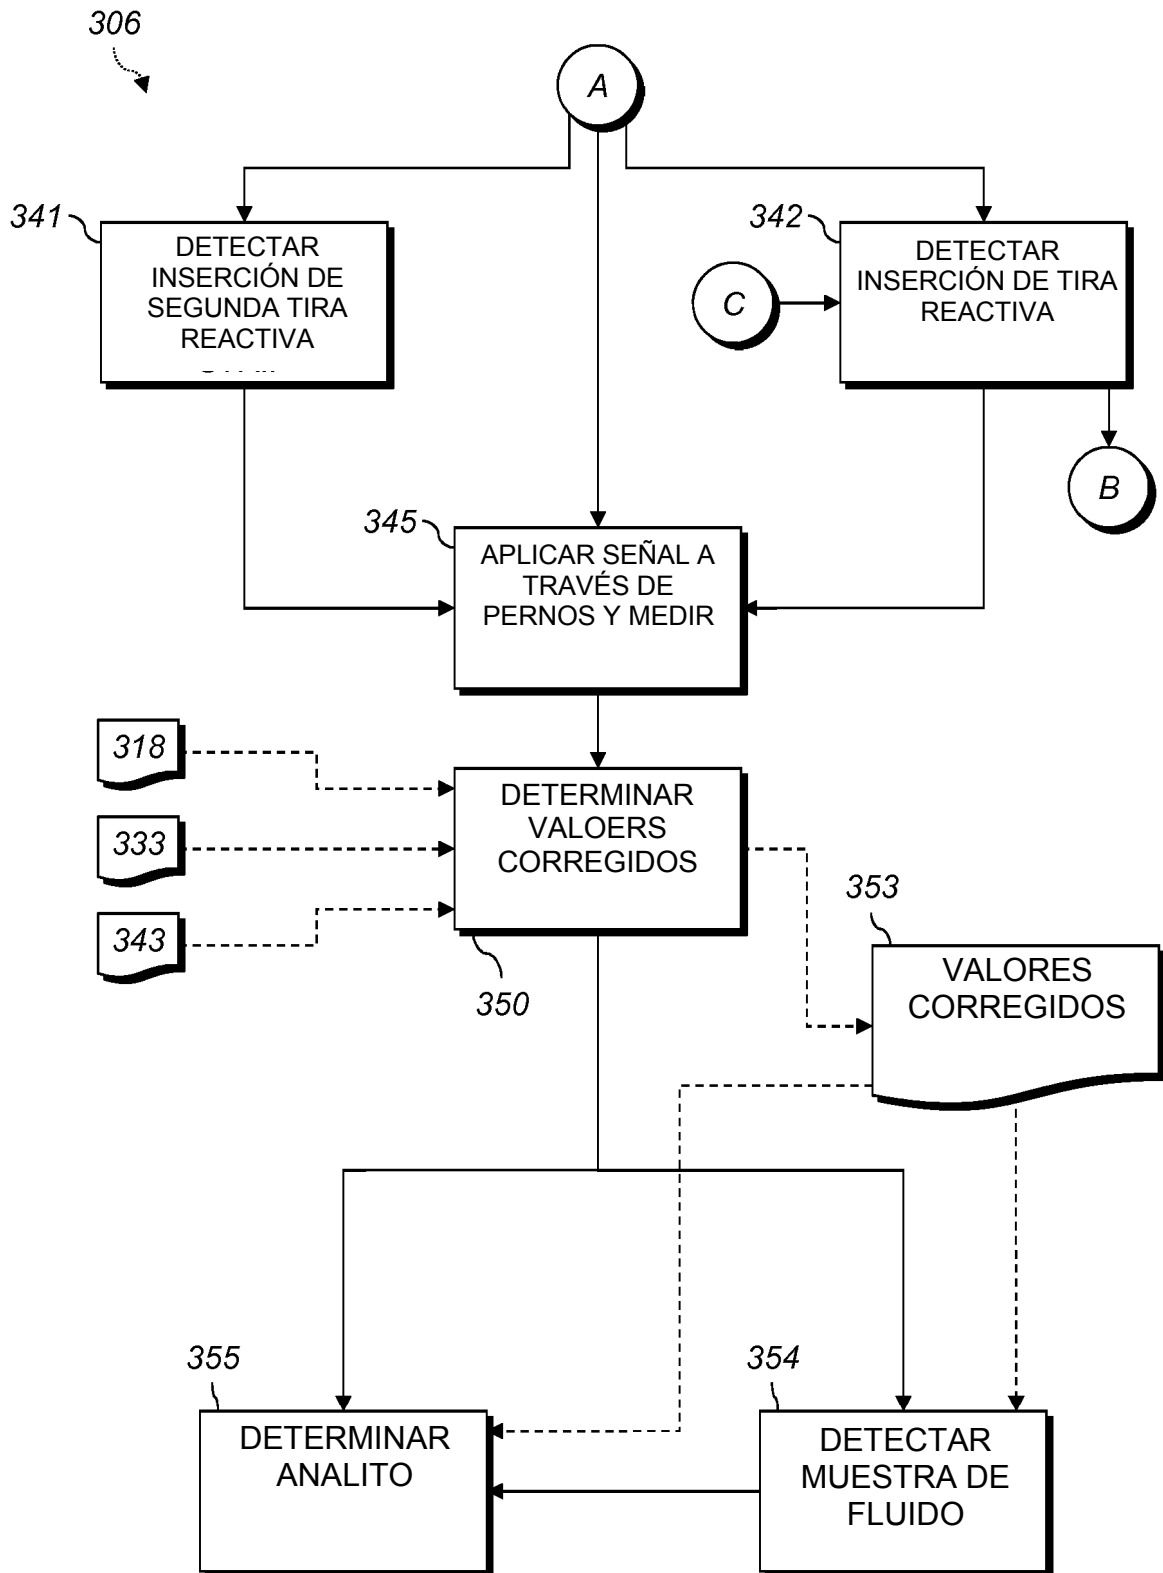 306
A
341
DETECTAR
INSERCIÓN DE
SEGUNDA TIRA
REACTIVA
342
DETECTAR
INSERCIÓN DE TIRA
REACTIVA
C
B
345
APLICAR SEÑAL A
TRAVÉS DE
PERNOS Y MEDIR
318
333
343
DETERMINAR
VALOERS
CORREGIDOS
350
353
VALORES
CORREGIDOS
355
DETERMINAR
ANALITO
354
DETECTAR
MUESTRA DE
FLUIDO